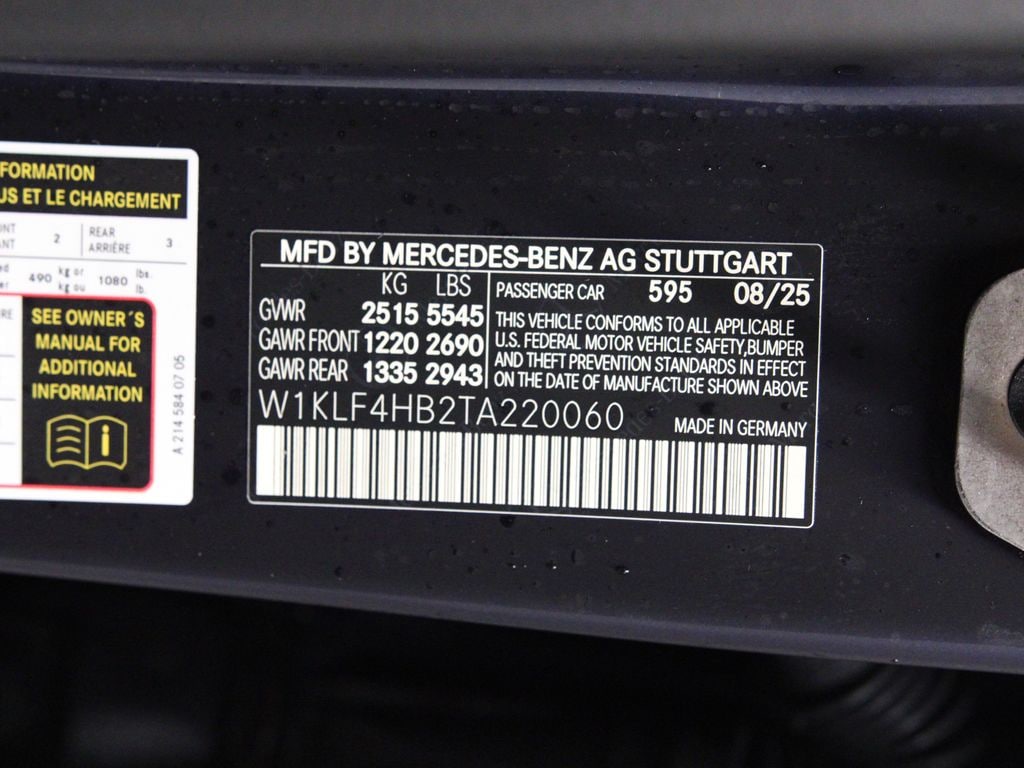 FORMATION
US ET LE CHARGEMENT
2
REAR
ARRIÈRE
3
490 kg or
kg ou
1080 lbs.
lb.
SEE OWNER´S
MANUAL FOR
ADDITIONAL
INFORMATION
A 214 584 07 05
MFD BY MERCEDES-BENZ AG STUTTGART
KG LBS
GVWR 2515 5545
GAWR FRONT 1220 2690
GAWR REAR 1335 2943
PASSENGER CAR 595 08/25
THIS VEHICLE CONFORMS TO ALL APPLICABLE
U.S. FEDERAL MOTOR VEHICLE SAFETY,BUMPER
AND THEFT PREVENTION STANDARDS IN EFFECT
ON THE DATE OF MANUFACTURE SHOWN ABOVE
W1KLF4HB2TA220060
MADE IN GERMANY